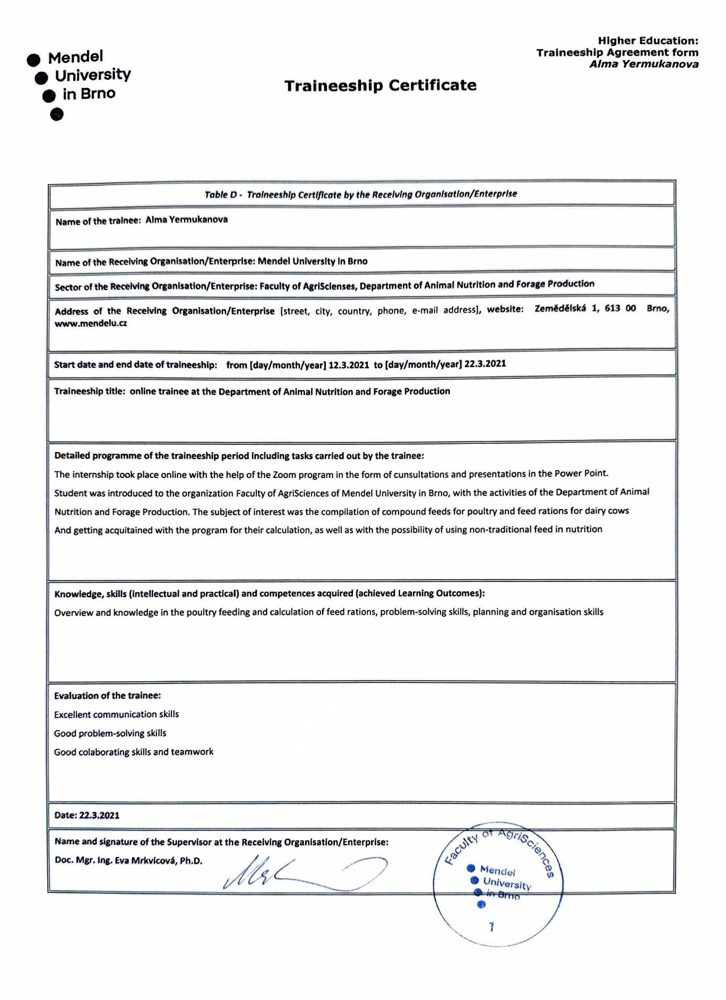 Higher Education:
Traineeship Agreement form
Alma Yermukanova
Mendel
University
in Brno
Traineeship Certificate
Table D - Traineeship Certificate by the Receiving Organisation/Enterprise
Name of the trainee: Alma Yermukanova
Name of the Receiving Organisation/Enterprise: Mendel University in Brno
Sector of the Receiving Organisation/Enterprise: Faculty of AgriScienses, Department of Animal Nutrition and Forage Production
Address of the Receiving Organisation/Enterprise [street, city, country, phone, e-mail address], website: Zemědělská 1, 613 00 Brno,
www.mendelu.cz
Start date and end date of traineeship: from [day/month/year] 12.3.2021 to [day/month/year] 22.3.2021
Traineeship title: online trainee at the Department of Animal Nutrition and Forage Production
Detailed programme of the traineeship period including tasks carried out by the trainee:
The internship took place online with the help of the Zoom program in the form of cunsultations and presentations in the Power Point.
Student was introduced to the organization Faculty of AgriSciences of Mendel University in Brno, with the activities of the Department of Animal
Nutrition and Forage Production. The subject of interest was the compilation of compound feeds for poultry and feed rations for dairy cows
And getting acquitained with the program for their calculation, as well as with the possibility of using non-traditional feed in nutrition
Knowledge, skills (intellectual and practical) and competences acquired (achieved Learning Outcomes):
Overview and knowledge in the poultry feeding and calculation of feed rations, problem-solving skills, planning and organisation skills
Evaluation of the trainee:
Excellent communication skills
Good problem-solving skills
Good colaborating skills and teamwork
Date: 22.3.2021
Name and signature of the Supervisor at the Receiving Organisation/Enterprise:
Doc. Mgr. Ing. Eva Mrkvicová, Ph.D.
Faculty of AgriSciences
Mendel
University
in Brno
1